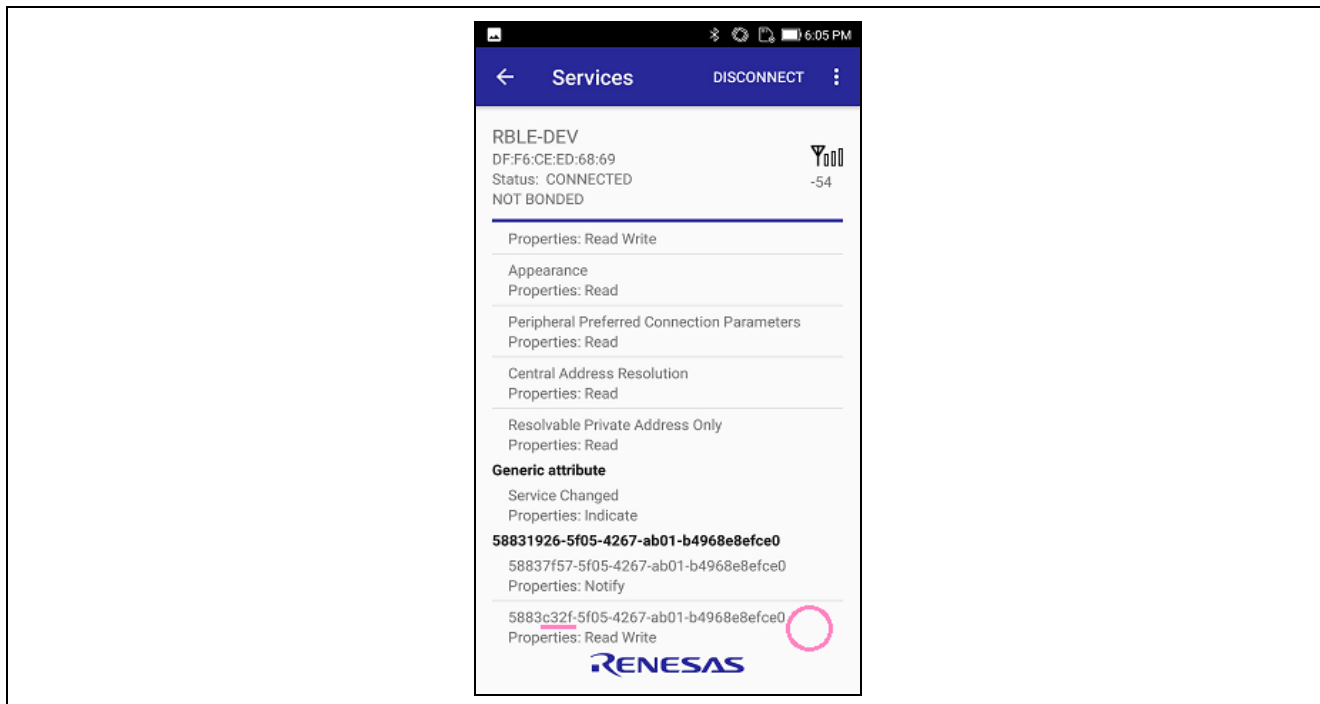 6:05 PM
Services DISCONNECT
RBLE-DEV
DF:F6:CE:ED:68:69
Status: CONNECTED
-54
NOT BONDED
Properties: Read Write
Appearance
Properties: Read
Peripheral Preferred Connection Parameters
Properties: Read
Central Address Resolution
Properties: Read
Resolvable Private Address Only
Properties: Read
Generic attribute
Service Changed
Properties: Indicate
58831926-5f05-4267-ab01-b4968e8efce0
58837f57-5f05-4267-ab01-b4968e8efce0
Properties: Notify
5883c32f-5f05-4267-ab01-b4968e8efce0
Properties: Read Write
RENESAS